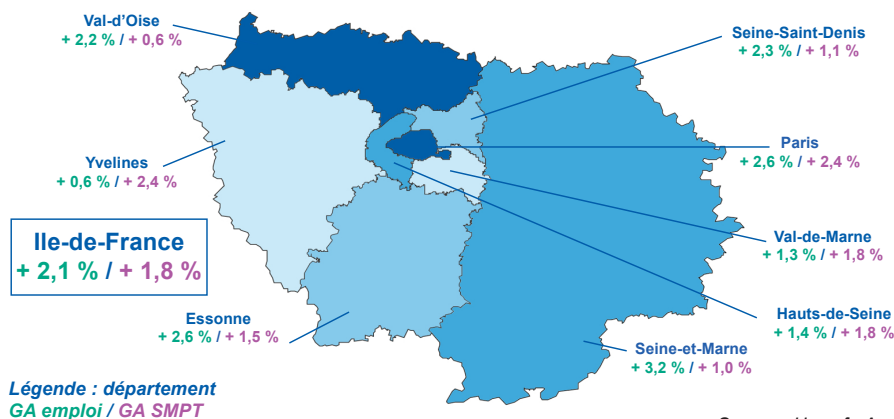 Val-d'Oise
+ 2,2 % / + 0,6 %
Seine-Saint-Denis
+ 2,3 % / + 1,1 %
Paris
+ 2,6 % / + 2,4 %
Yvelines
+ 0,6 % / + 2,4 %
Ile-de-France
+ 2,1 % / + 1,8 %
Val-de-Marne
+ 1,3 % / + 1,8 %
Essonne
+ 2,6 % / + 1,5 %
Hauts-de-Seine
+ 1,4 % / + 1,8 %
Seine-et-Marne
+ 3,2 % / + 1,0 %
Légende : département
GA emploi / GA SMPT